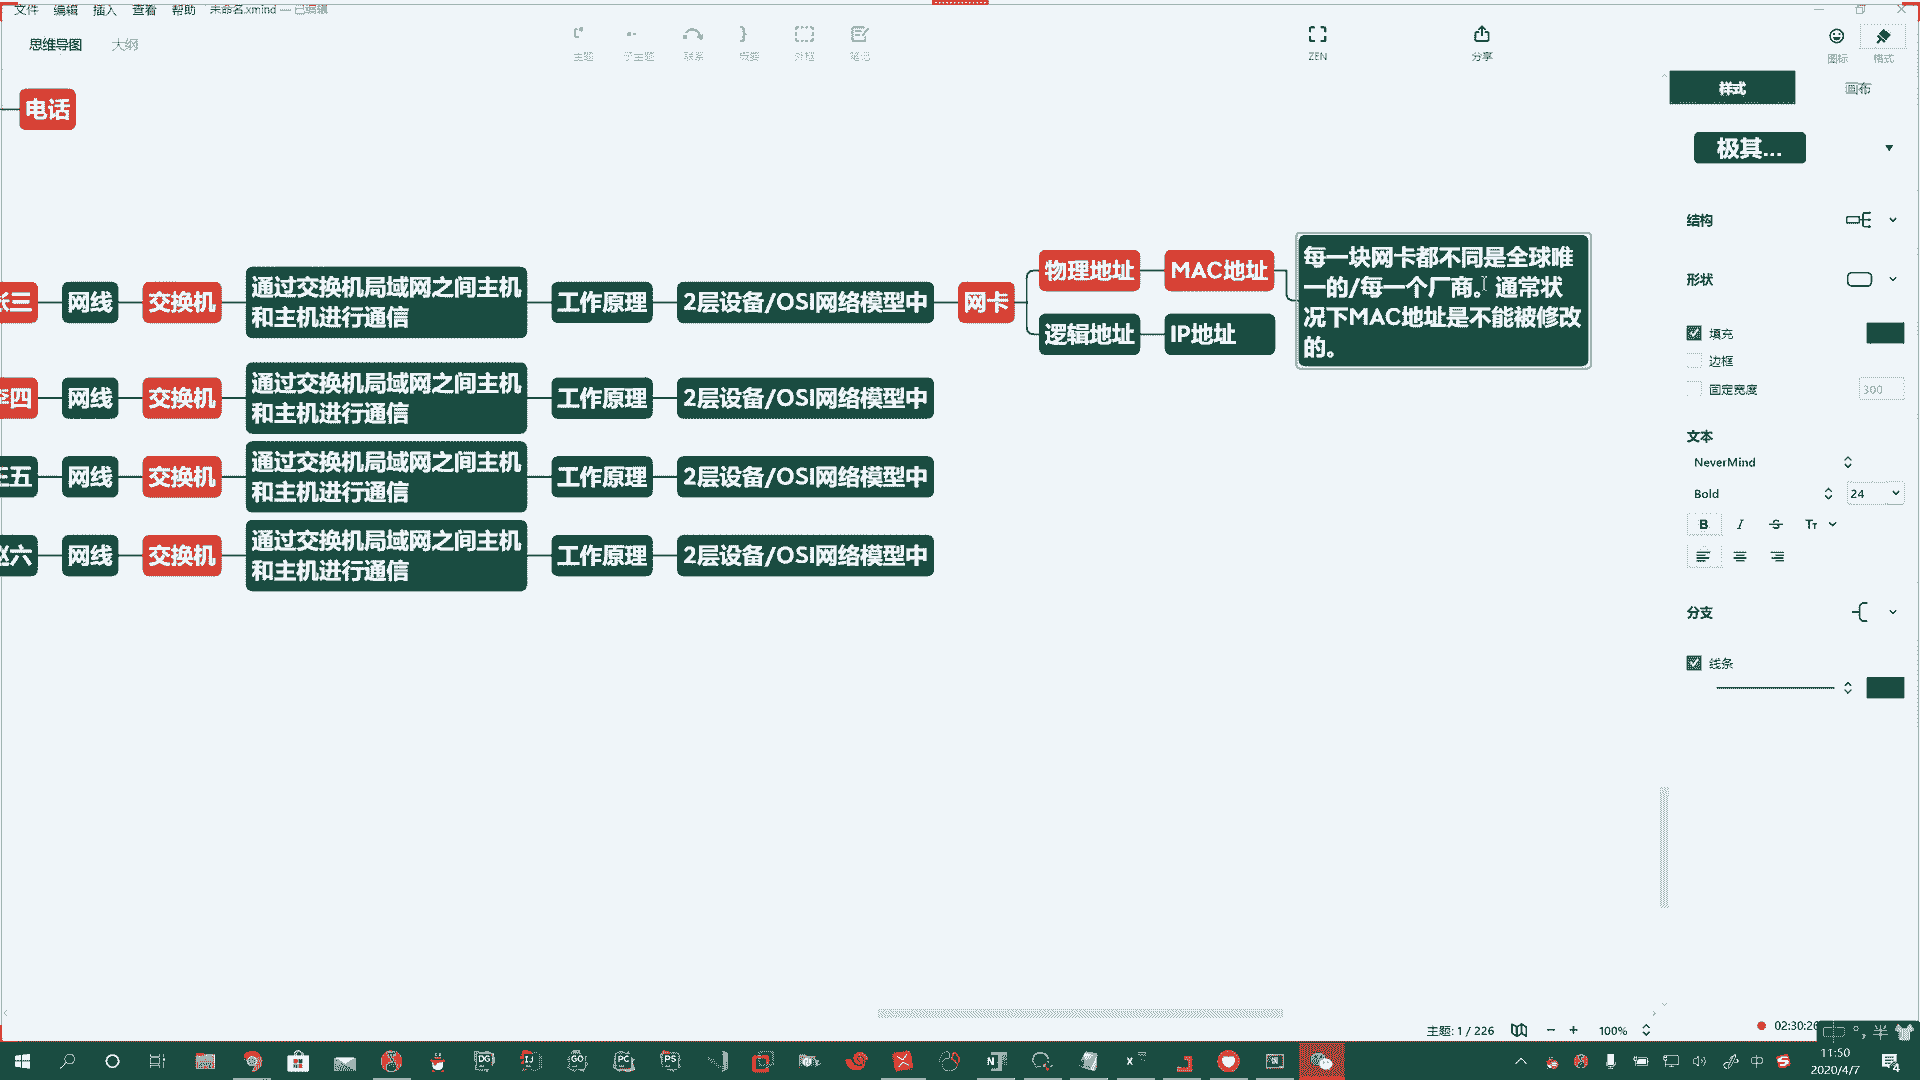 文件 编辑 插入 查看 帮助 未命名.xmind — 已编辑
思维导图 大纲
主题 子主题 联系 概要 外框 笔记
ZEN
分享
图标 格式
样式 画布
电话
极其...
结构
形状
填充
边框
固定宽度 300
文本
NeverMind
Bold 24
B I S Tт
分支
线条
张三 网线 交换机
通过交换机局域网之间主机
和主机进行通信
工作原理 2层设备/OSI网络模型中 网卡
物理地址 MAC地址
逻辑地址 IP地址
每一块网卡都不同是全球唯
一的/每一个厂商。通常状
况下MAC地址是不能被修改
的。
李四 网线 交换机
通过交换机局域网之间主机
和主机进行通信
工作原理 2层设备/OSI网络模型中
王五 网线 交换机
通过交换机局域网之间主机
和主机进行通信
工作原理 2层设备/OSI网络模型中
赵六 网线 交换机
通过交换机局域网之间主机
和主机进行通信
工作原理 2层设备/OSI网络模型中
主题: 1 / 226 100%
02:30:26
中 半
DG IJ GO PC PS
中
11:50
2020/4/7
4